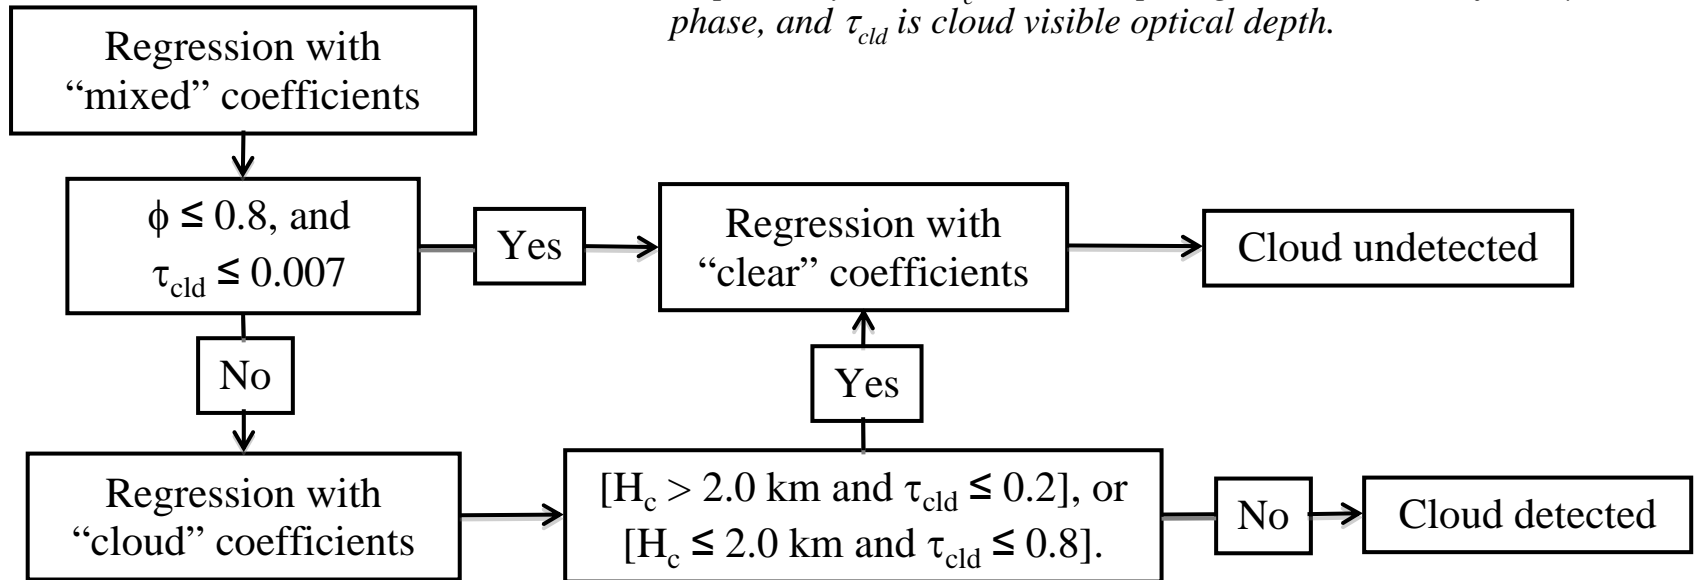 phase, and τcld is cloud visible optical depth.
Regression with
“mixed” coefficients
ϕ ≤ 0.8, and
τcld ≤ 0.007
Yes
Regression with
“clear” coefficients
Cloud undetected
No
Yes
Regression with
“cloud” coefficients
[Hc > 2.0 km and τcld ≤ 0.2], or
[Hc ≤ 2.0 km and τcld ≤ 0.8].
No
Cloud detected